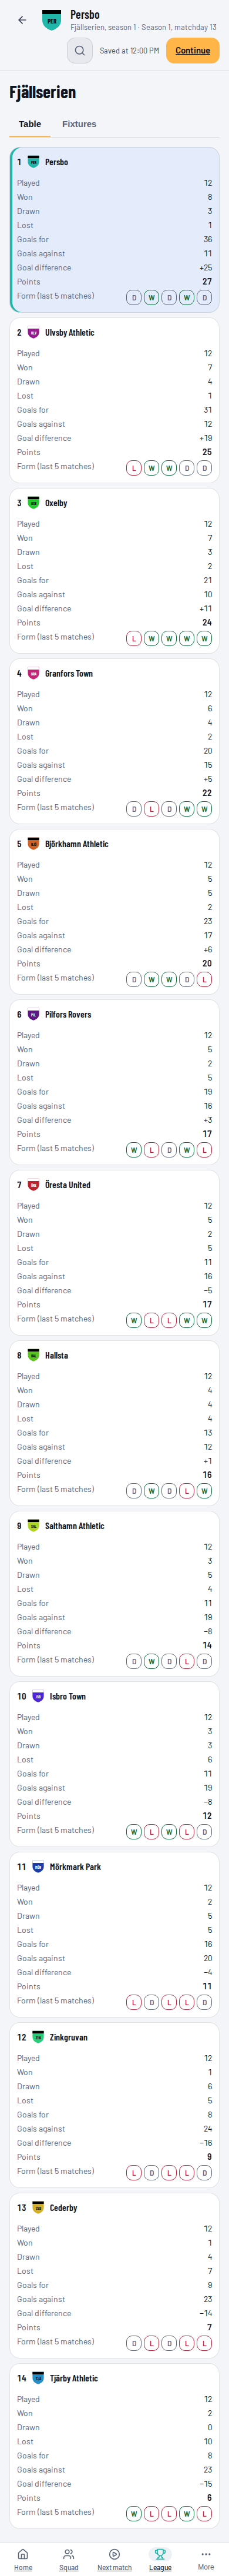 PER
Persbo
Fjällserien, season 1 · Season 1, matchday 13
Saved at 12:00 PM
Continue
Fjällserien
Table
Fixtures
1 Persbo
Played 12
Won 8
Drawn 3
Lost 1
Goals for 36
Goals against 11
Goal difference +25
Points 27
Form (last 5 matches) D W D W D
2 Ulvsby Athletic
Played 12
Won 7
Drawn 4
Lost 1
Goals for 31
Goals against 12
Goal difference +19
Points 25
Form (last 5 matches) L W W D D
3 Oxelby
Played 12
Won 7
Drawn 3
Lost 2
Goals for 21
Goals against 10
Goal difference +11
Points 24
Form (last 5 matches) L W W W W
4 Granfors Town
Played 12
Won 6
Drawn 4
Lost 2
Goals for 20
Goals against 15
Goal difference +5
Points 22
Form (last 5 matches) D L D W W
5 Björkhamn Athletic
Played 12
Won 5
Drawn 5
Lost 2
Goals for 23
Goals against 17
Goal difference +6
Points 20
Form (last 5 matches) D W W D L
6 Pilfors Rovers
Played 12
Won 5
Drawn 2
Lost 5
Goals for 19
Goals against 16
Goal difference +3
Points 17
Form (last 5 matches) W L D W L
7 Öresta United
Played 12
Won 5
Drawn 2
Lost 5
Goals for 11
Goals against 16
Goal difference −5
Points 17
Form (last 5 matches) W L L W W
8 Hallsta
Played 12
Won 4
Drawn 4
Lost 4
Goals for 13
Goals against 12
Goal difference +1
Points 16
Form (last 5 matches) D W D L W
9 Salthamn Athletic
Played 12
Won 3
Drawn 5
Lost 4
Goals for 11
Goals against 19
Goal difference −8
Points 14
Form (last 5 matches) D D D L D
10 Isbro Town
Played 12
Won 3
Drawn 3
Lost 6
Goals for 11
Goals against 19
Goal difference −8
Points 12
Form (last 5 matches) W L W L D
11 Mörkmark Park
Played 12
Won 2
Drawn 5
Lost 5
Goals for 16
Goals against 20
Goal difference −4
Points 11
Form (last 5 matches) L D L L D
12 Zinkgruvan
Played 12
Won 1
Drawn 6
Lost 5
Goals for 8
Goals against 24
Goal difference −16
Points 9
Form (last 5 matches) L D L L D
13 Cederby
Played 12
Won 1
Drawn 4
Lost 7
Goals for 9
Goals against 23
Goal difference −14
Points 7
Form (last 5 matches) D L D L L
14 Tjärby Athletic
Played 12
Won 2
Drawn 0
Lost 10
Goals for 8
Goals against 23
Goal difference −15
Points 6
Form (last 5 matches) W L L W L
Home
Squad
Next match
League
More